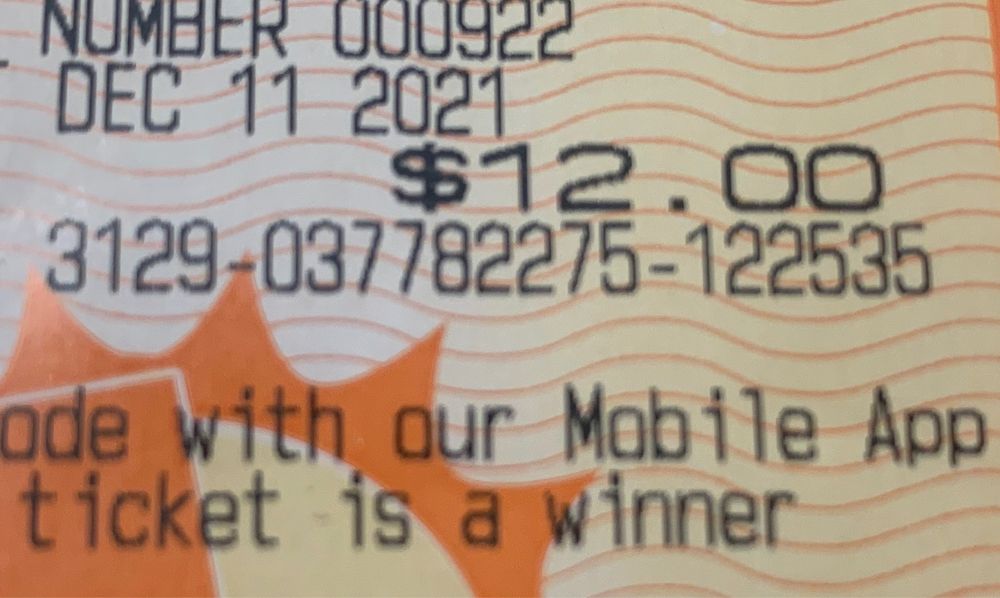 NUMBER 000922
DEC 11 2021
$12.00
3129-037782275-122535
ode with our Mobile App
ticket is a winner